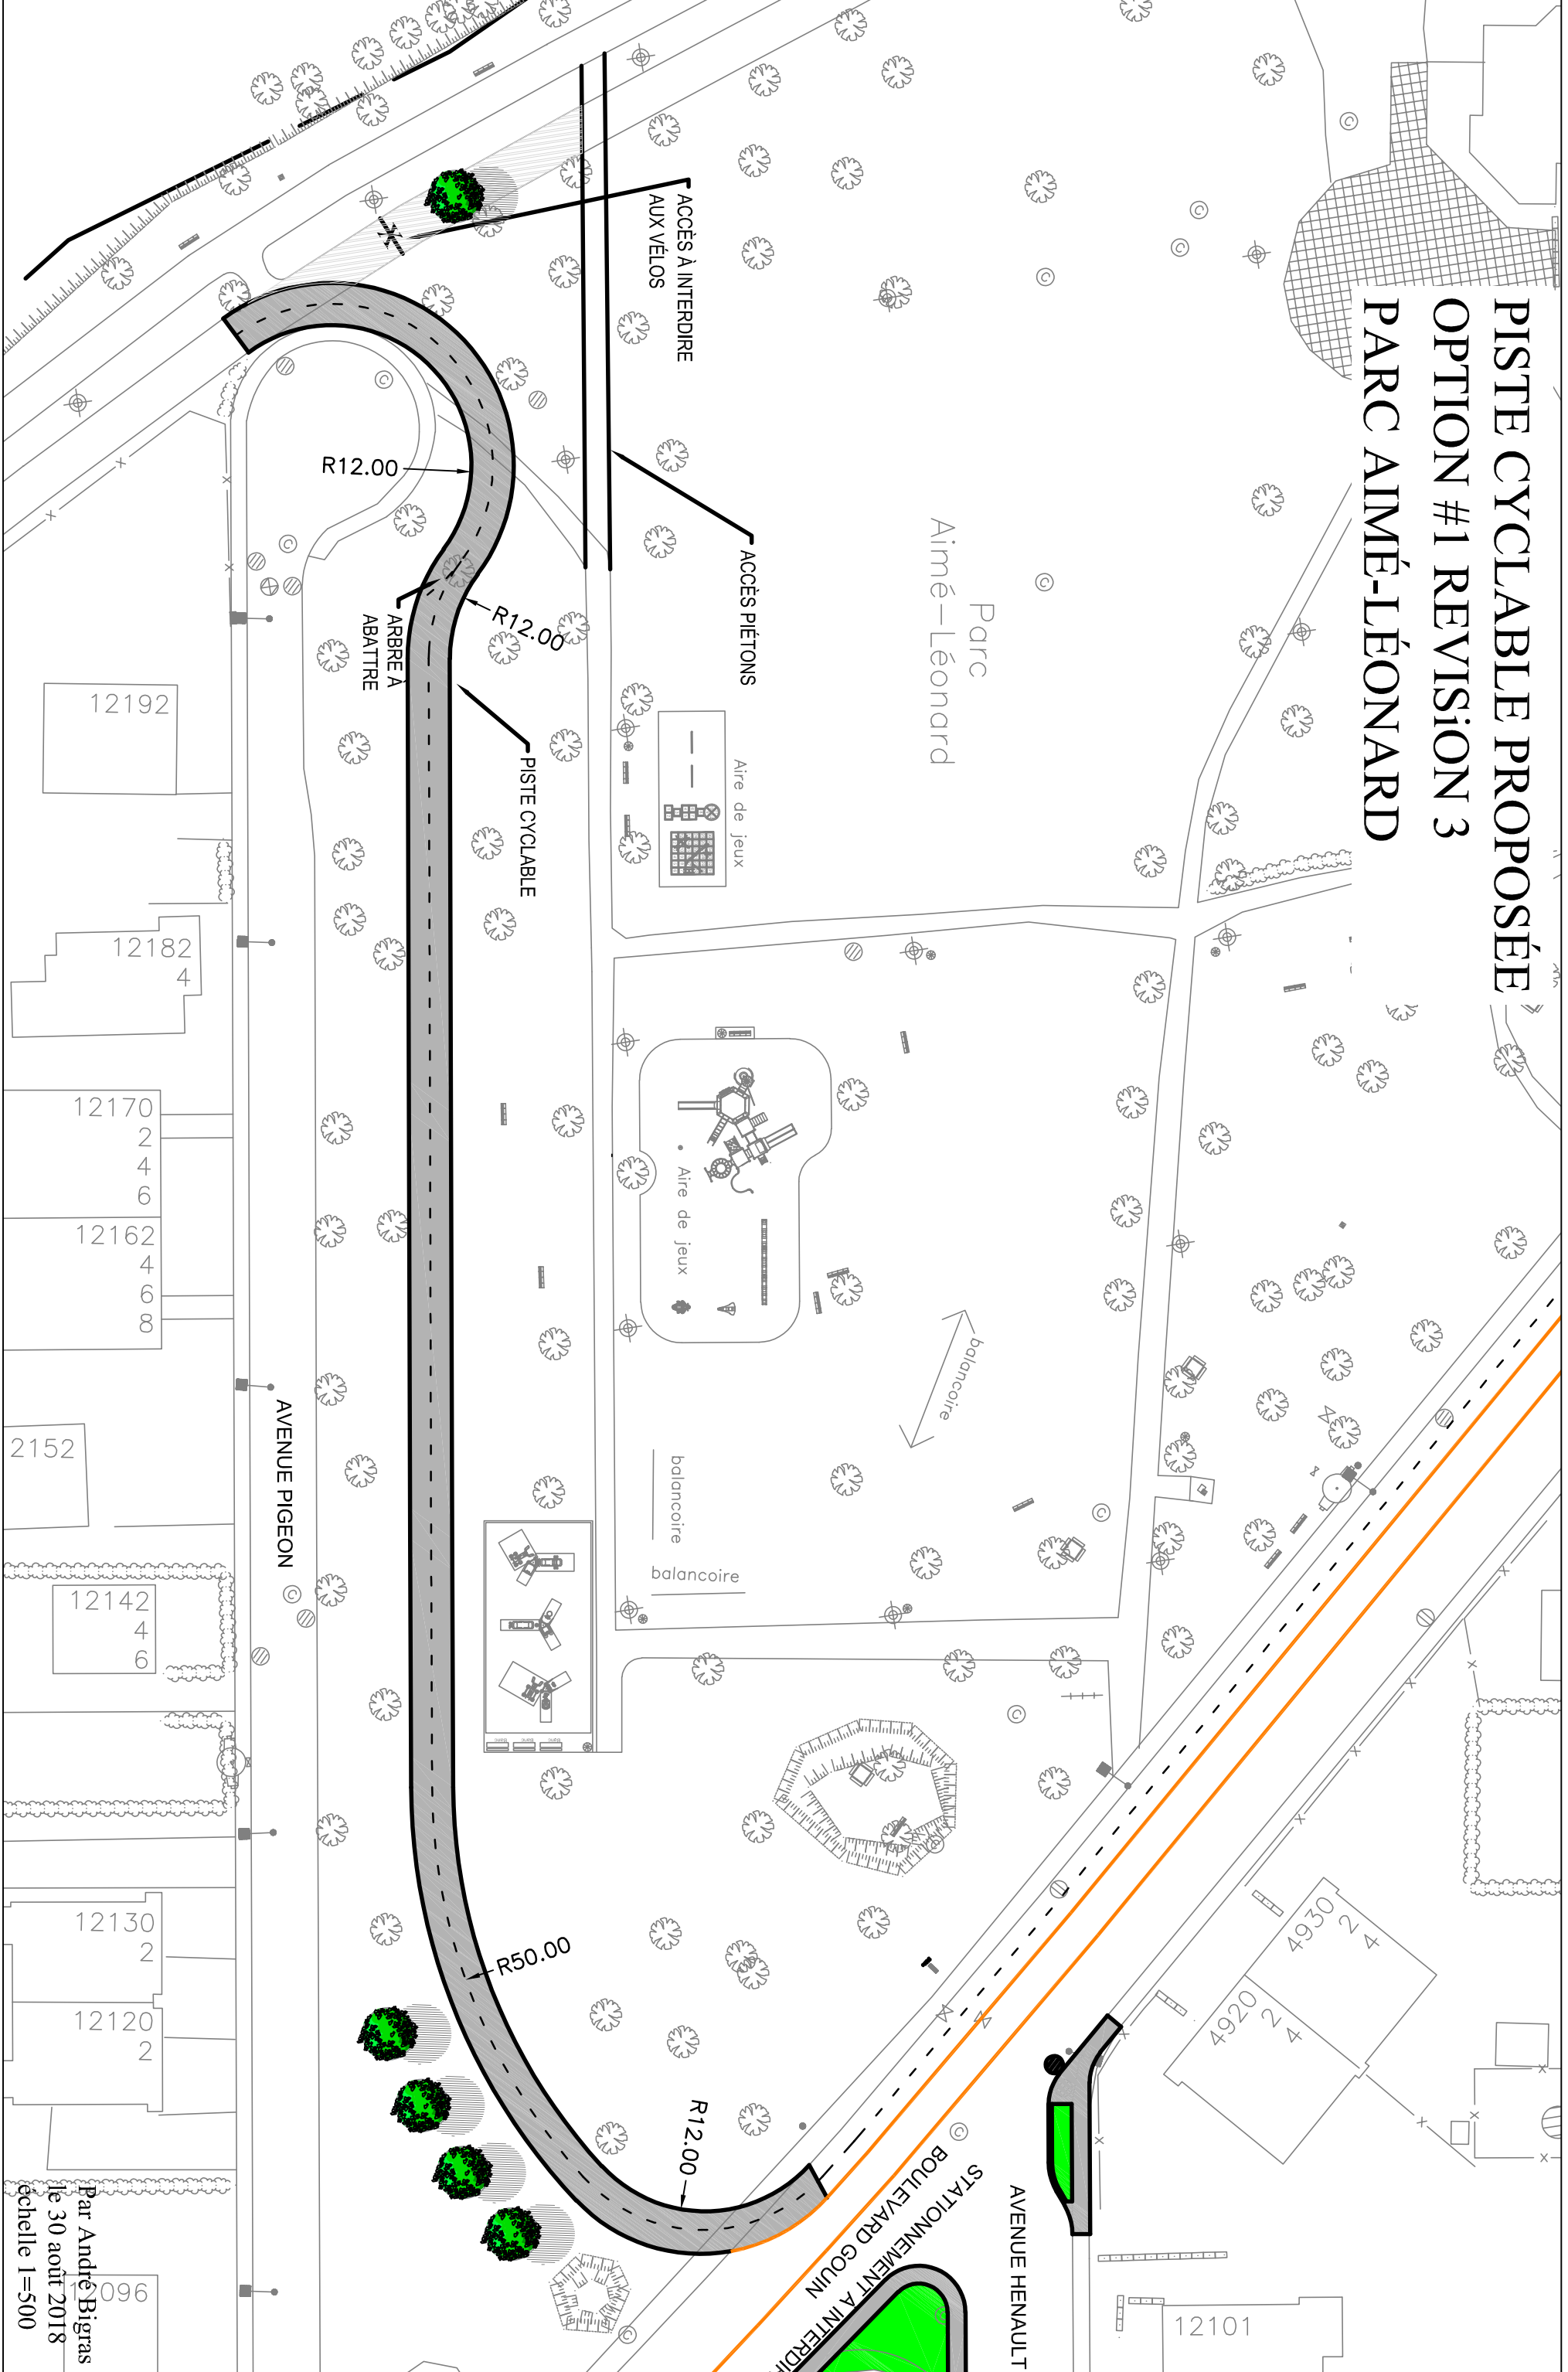 PISTE CYCLABLE PROPOSÉE
OPTION #1 REVISiON 3
PARC AIMÉ-LÉONARD
ACCÈS À INTERDIRE
AUX VÉLOS
R12.00
ACCÈS PIÉTONS
Parc
Aimé-Léonard
R12.00
ARBRE À
ABATTRE
PISTE CYCLABLE
Aire de jeux
Aire de jeux
balancoire
balancoire
balancoire
AVENUE PIGEON
12192
12182
4
12170
2
4
6
12162
4
6
8
2152
12142
4
6
12130
2
12120
2
R50.00
R12.00
4930
2
4
4920
2
4
BOULEVARD GOUIN
STATIONNEMENT A INTERDI
AVENUE HENAULT
12101
12096
Par André Bigras
le 30 août 2018
échelle 1=500